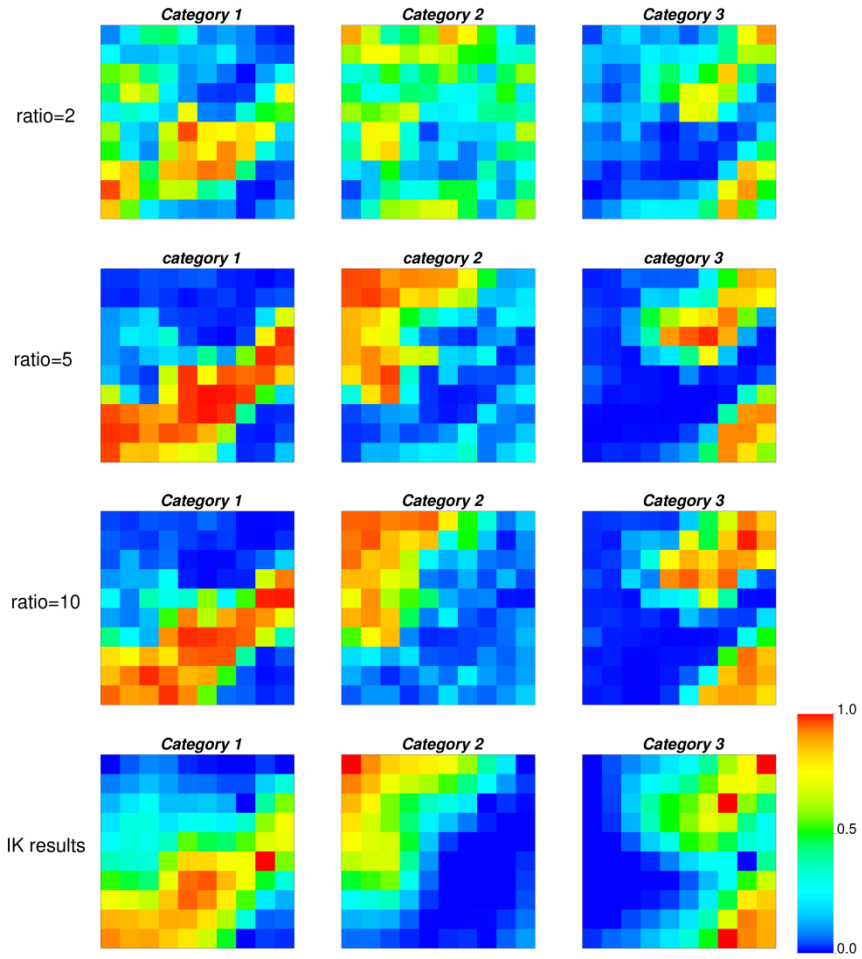 Category 1 Category 2 Category 3
ratio=2
category 1 category 2 category 3
ratio=5
Category 1 Category 2 Category 3
ratio=10
1.0
Category 1 Category 2 Category 3
0.5
IK results
0.0